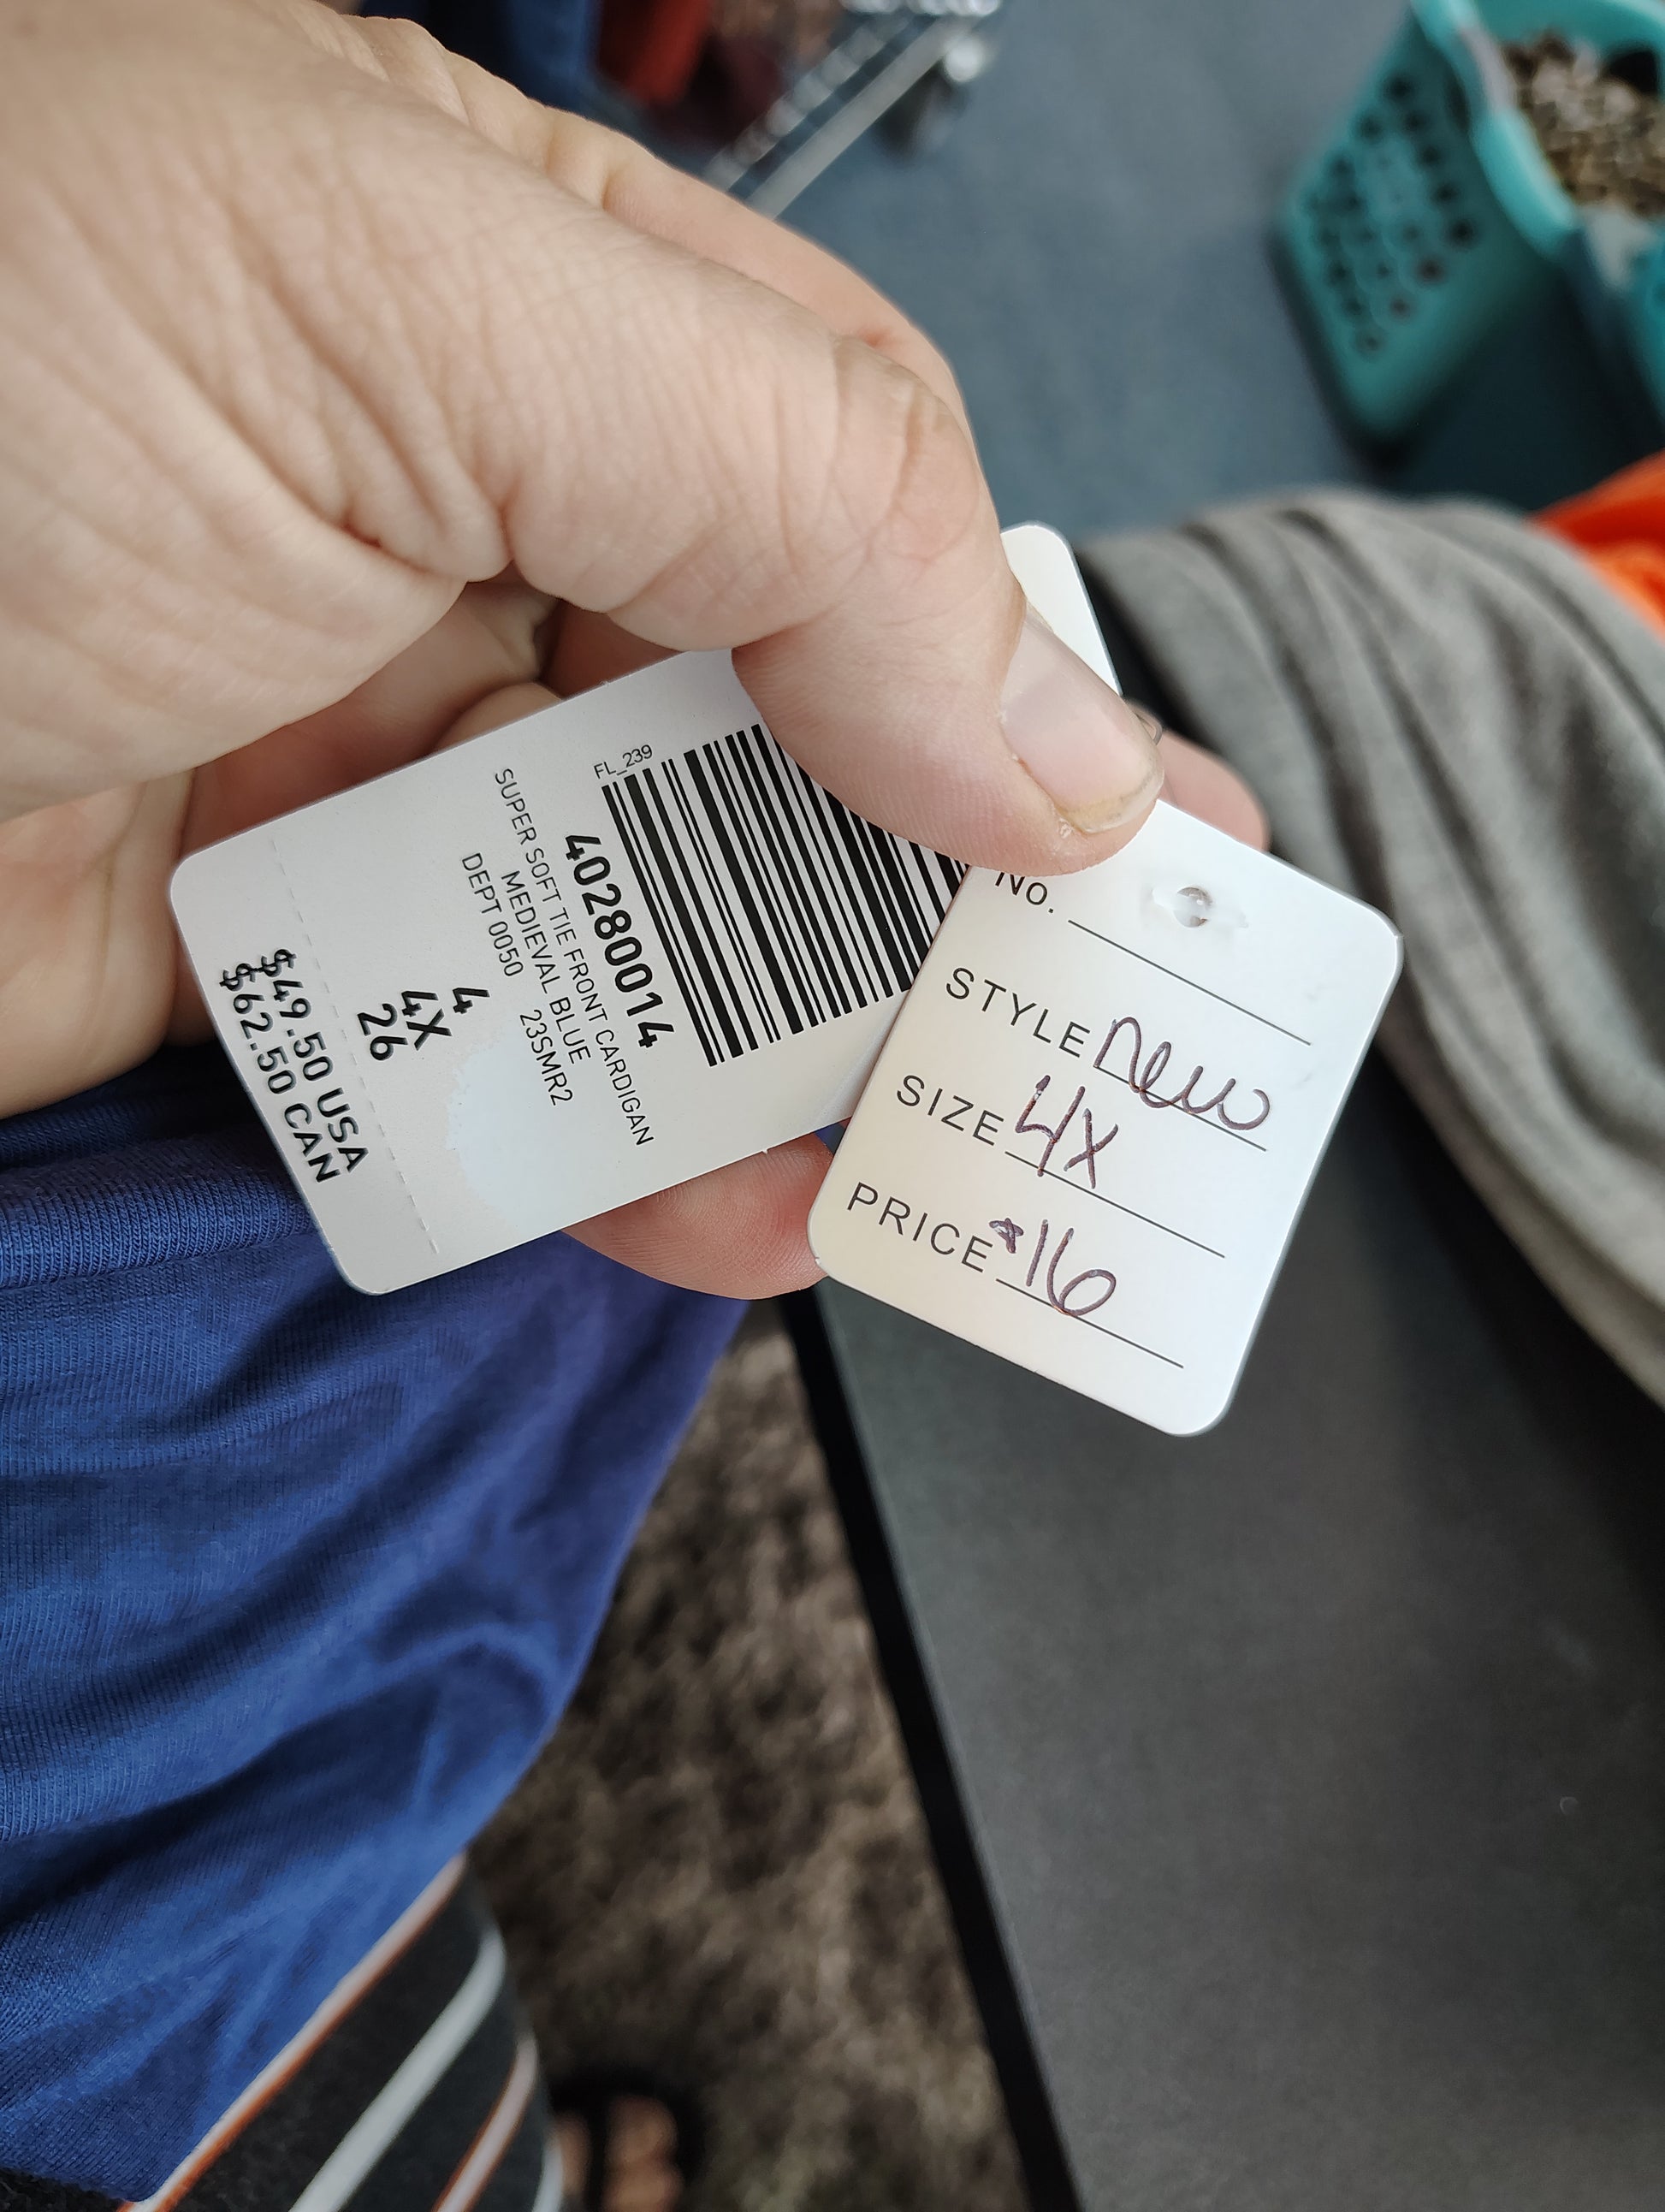 FL_239
40280014
SUPER SOFT TIE FRONT CARDIGAN
MEDIEVAL BLUE
DEPT 0050 23SMR2
4
4X
26
$49.50 USA
$62.50 CAN
No.
STYLE new
SIZE 4X
PRICE $16